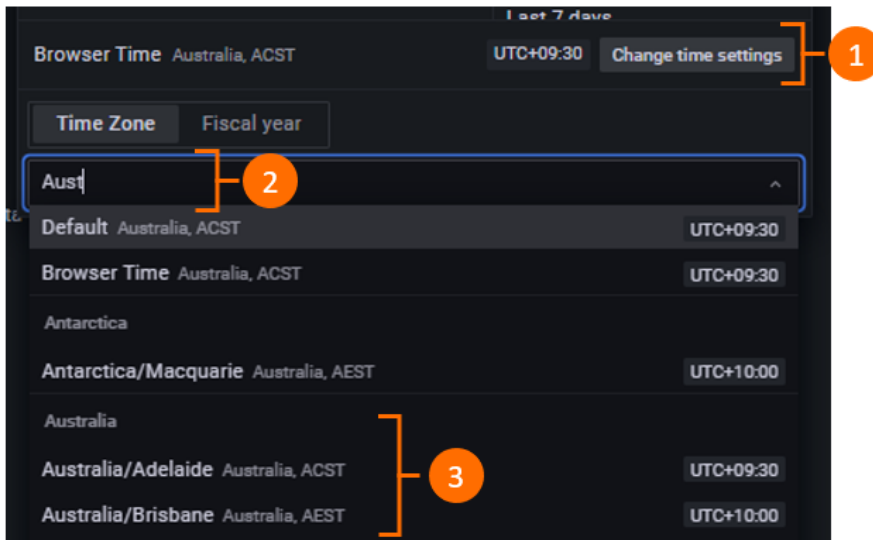 Last 7 days
Browser Time Australia, ACST UTC+09:30 Change time settings
1
Time Zone Fiscal year
2
Aust
Default Australia, ACST UTC+09:30
Browser Time Australia, ACST UTC+09:30
Antarctica
Antarctica/Macquarie Australia, AEST UTC+10:00
Australia
Australia/Adelaide Australia, ACST UTC+09:30
3
Australia/Brisbane Australia, AEST UTC+10:00